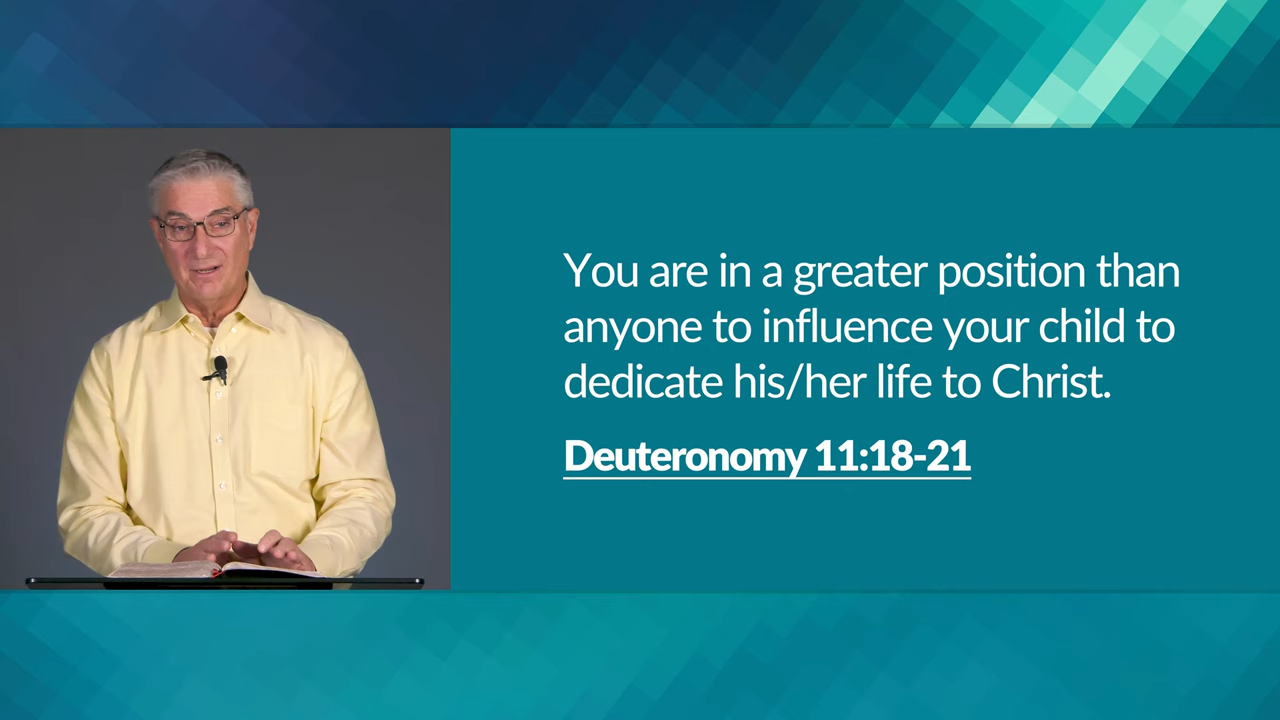 You are in a greater position than
anyone to influence your child to
dedicate his/her life to Christ.
Deuteronomy 11:18-21